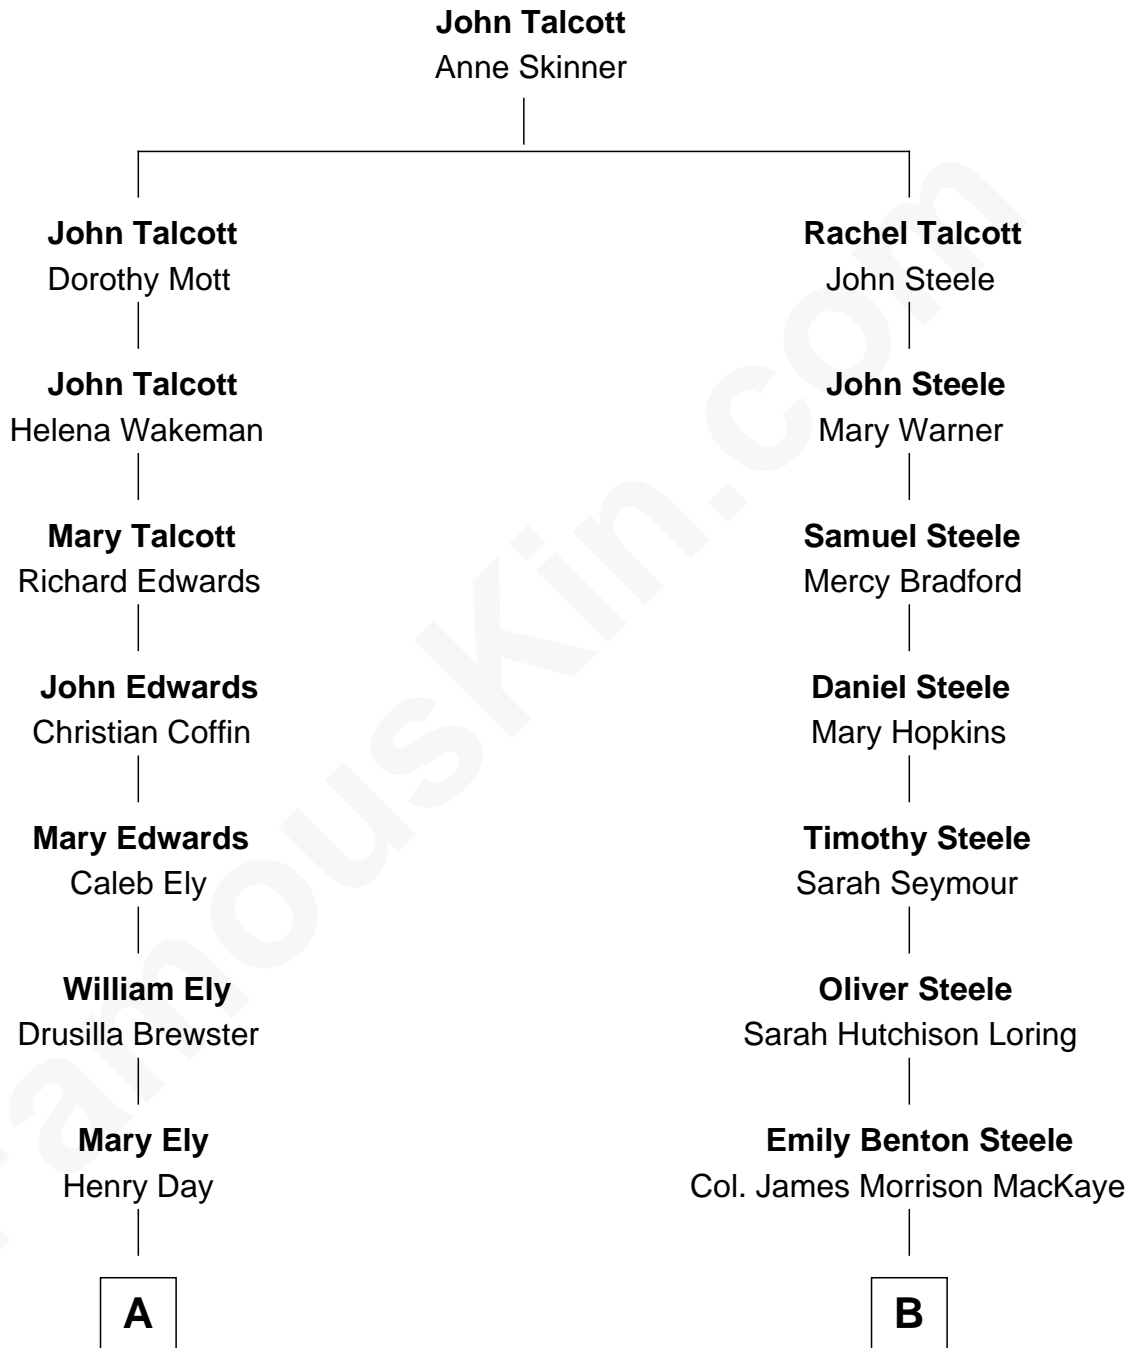 John Talcott
Anne Skinner
John Talcott
Dorothy Mott
John Talcott
Helena Wakeman
Mary Talcott
Richard Edwards
John Edwards
Christian Coffin
Mary Edwards
Caleb Ely
William Ely
Drusilla Brewster
Mary Ely
Henry Day
A
Rachel Talcott
John Steele
John Steele
Mary Warner
Samuel Steele
Mercy Bradford
Daniel Steele
Mary Hopkins
Timothy Steele
Sarah Seymour
Oliver Steele
Sarah Hutchison Loring
Emily Benton Steele
Col. James Morrison MacKaye
B
FamousKin.com